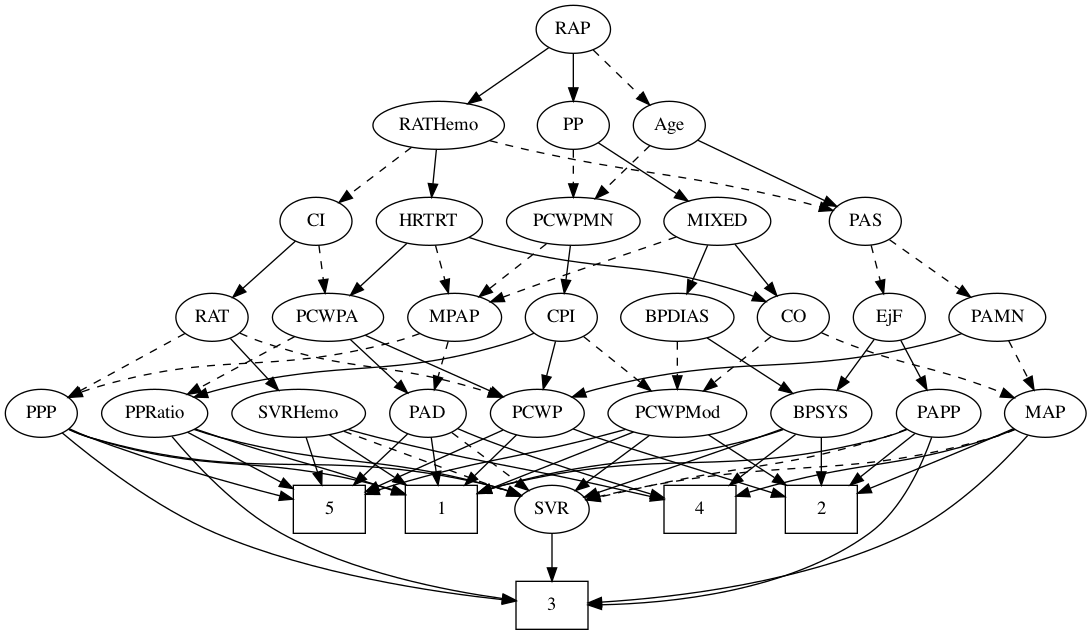 RAP
RATHemo PP Age
CI HRTRT PCWPMN MIXED PAS
RAT PCWPA MPAP CPI BPDIAS CO EjF PAMN
PPP PPRatio SVRHemo PAD PCWP PCWPMod BPSYS PAPP MAP
5 1 SVR 4 2
3